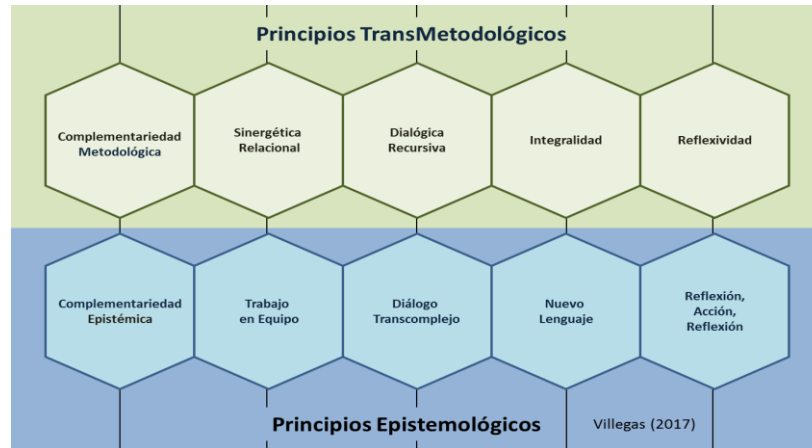 Principios TransMetodológicos
Complementariedad
Metodológica
Sinergética
Relacional
Dialógica
Recursiva
Integralidad
Reflexividad
Complementariedad
Epistémica
Trabajo
en Equipo
Diálogo
Transcomplejo
Nuevo
Lenguaje
Reflexión,
Acción,
Reflexión
Principios Epistemológicos
Villegas (2017)